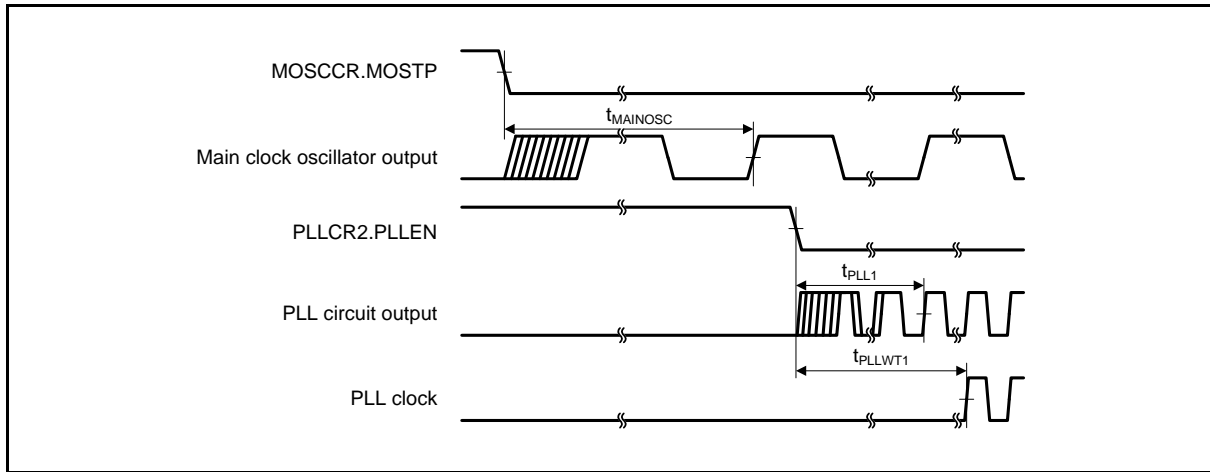 MOSCCR.MOSTP
tMAINOSC
Main clock oscillator output
PLLCR2.PLLEN
tPLL1
PLL circuit output
tPLLWT1
PLL clock